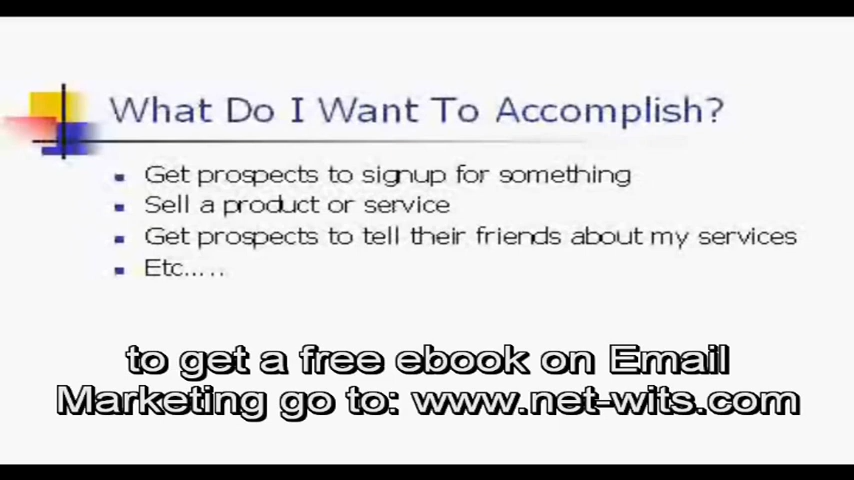 What Do I Want To Accomplish?
Get prospects to signup for something
Sell a product or service
Get prospects to tell their friends about my services
Etc.....
to get a free ebook on Email
Marketing go to: www.net-wits.com